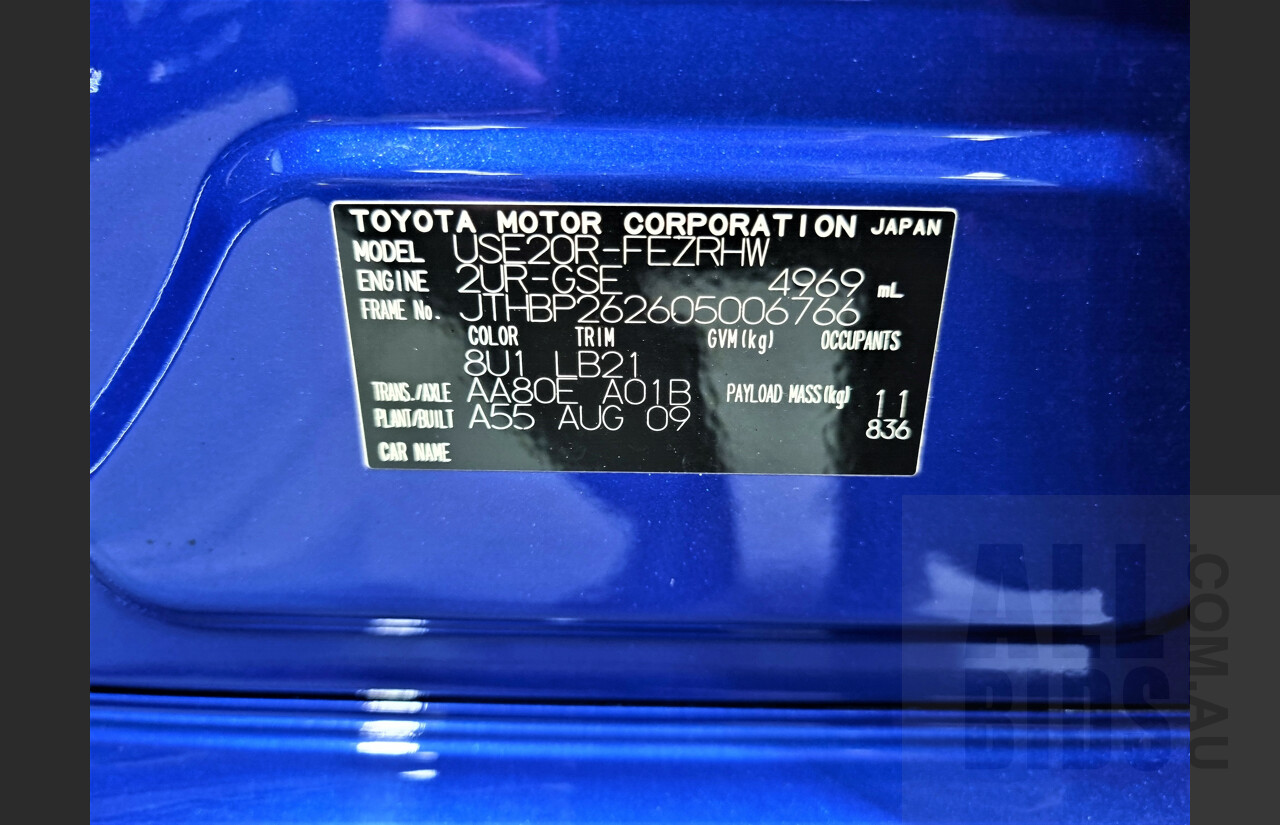 TOYOTA MOTOR CORPORATION JAPAN
MODEL USE20R-FEZRHW
ENGINE 2UR-GSE 4969 mL
FRAME No. JTHBP262605006766
COLOR TRIM GVM(kg) OCCUPANTS
8U1 LB21
TRANS./AXLE AA80E A01B PAYLOAD MASS(kg) 11
PLANT/BUILT A55 AUG 09 836
CAR NAME
ALL
BIDS
.COM.AU